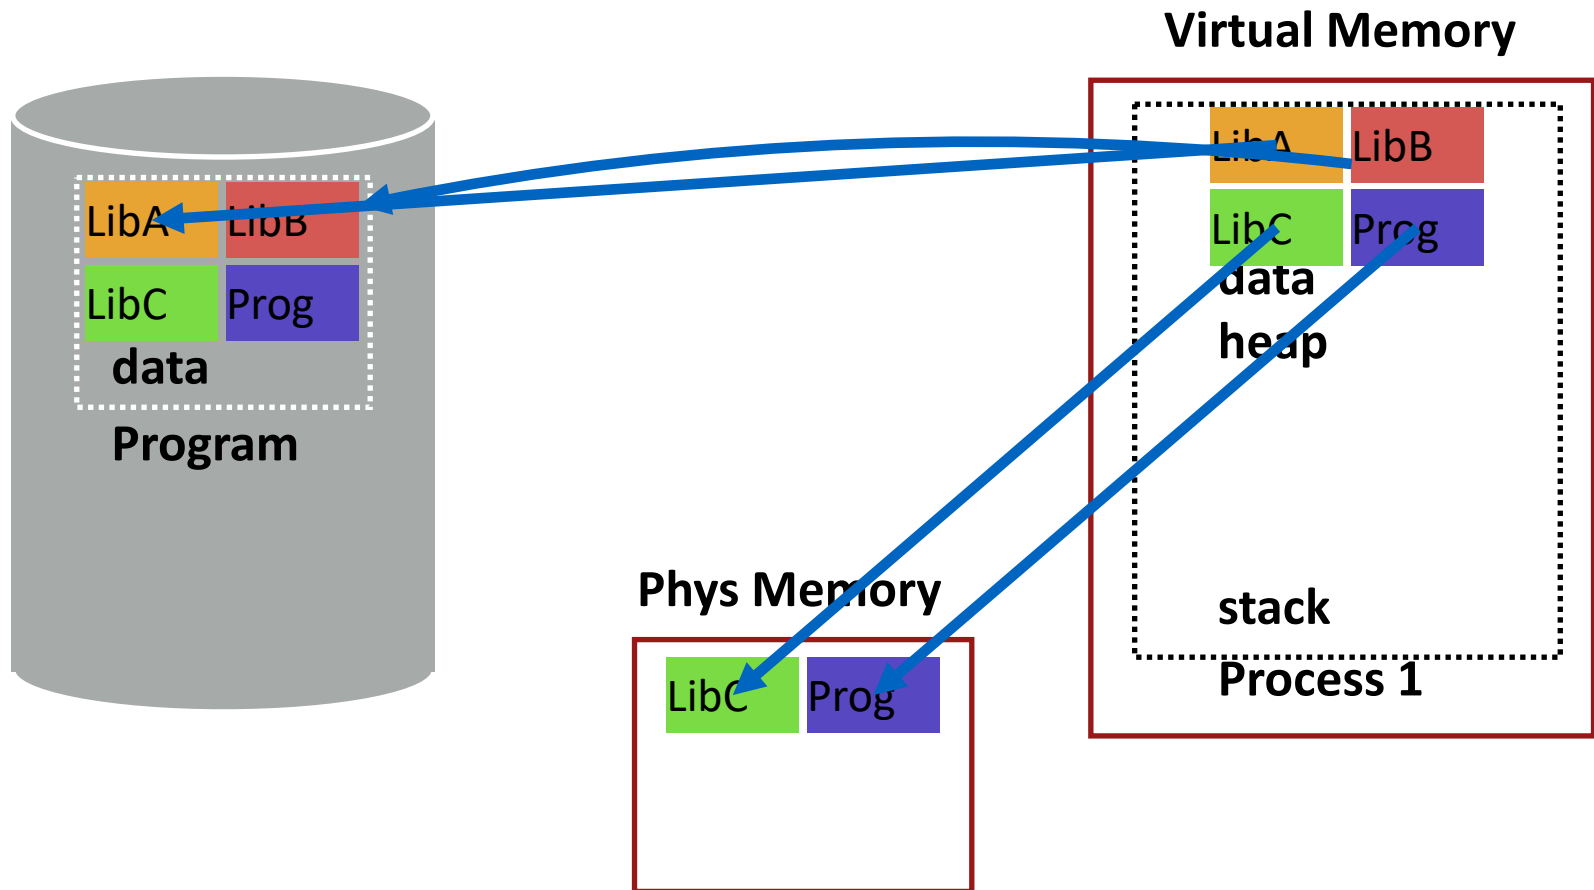 Virtual Memory
LibA LibB
LibC Prog
data
Program
LibA LibB
LibC Prog
data
heap
stack
Process 1
Phys Memory
LibC Prog